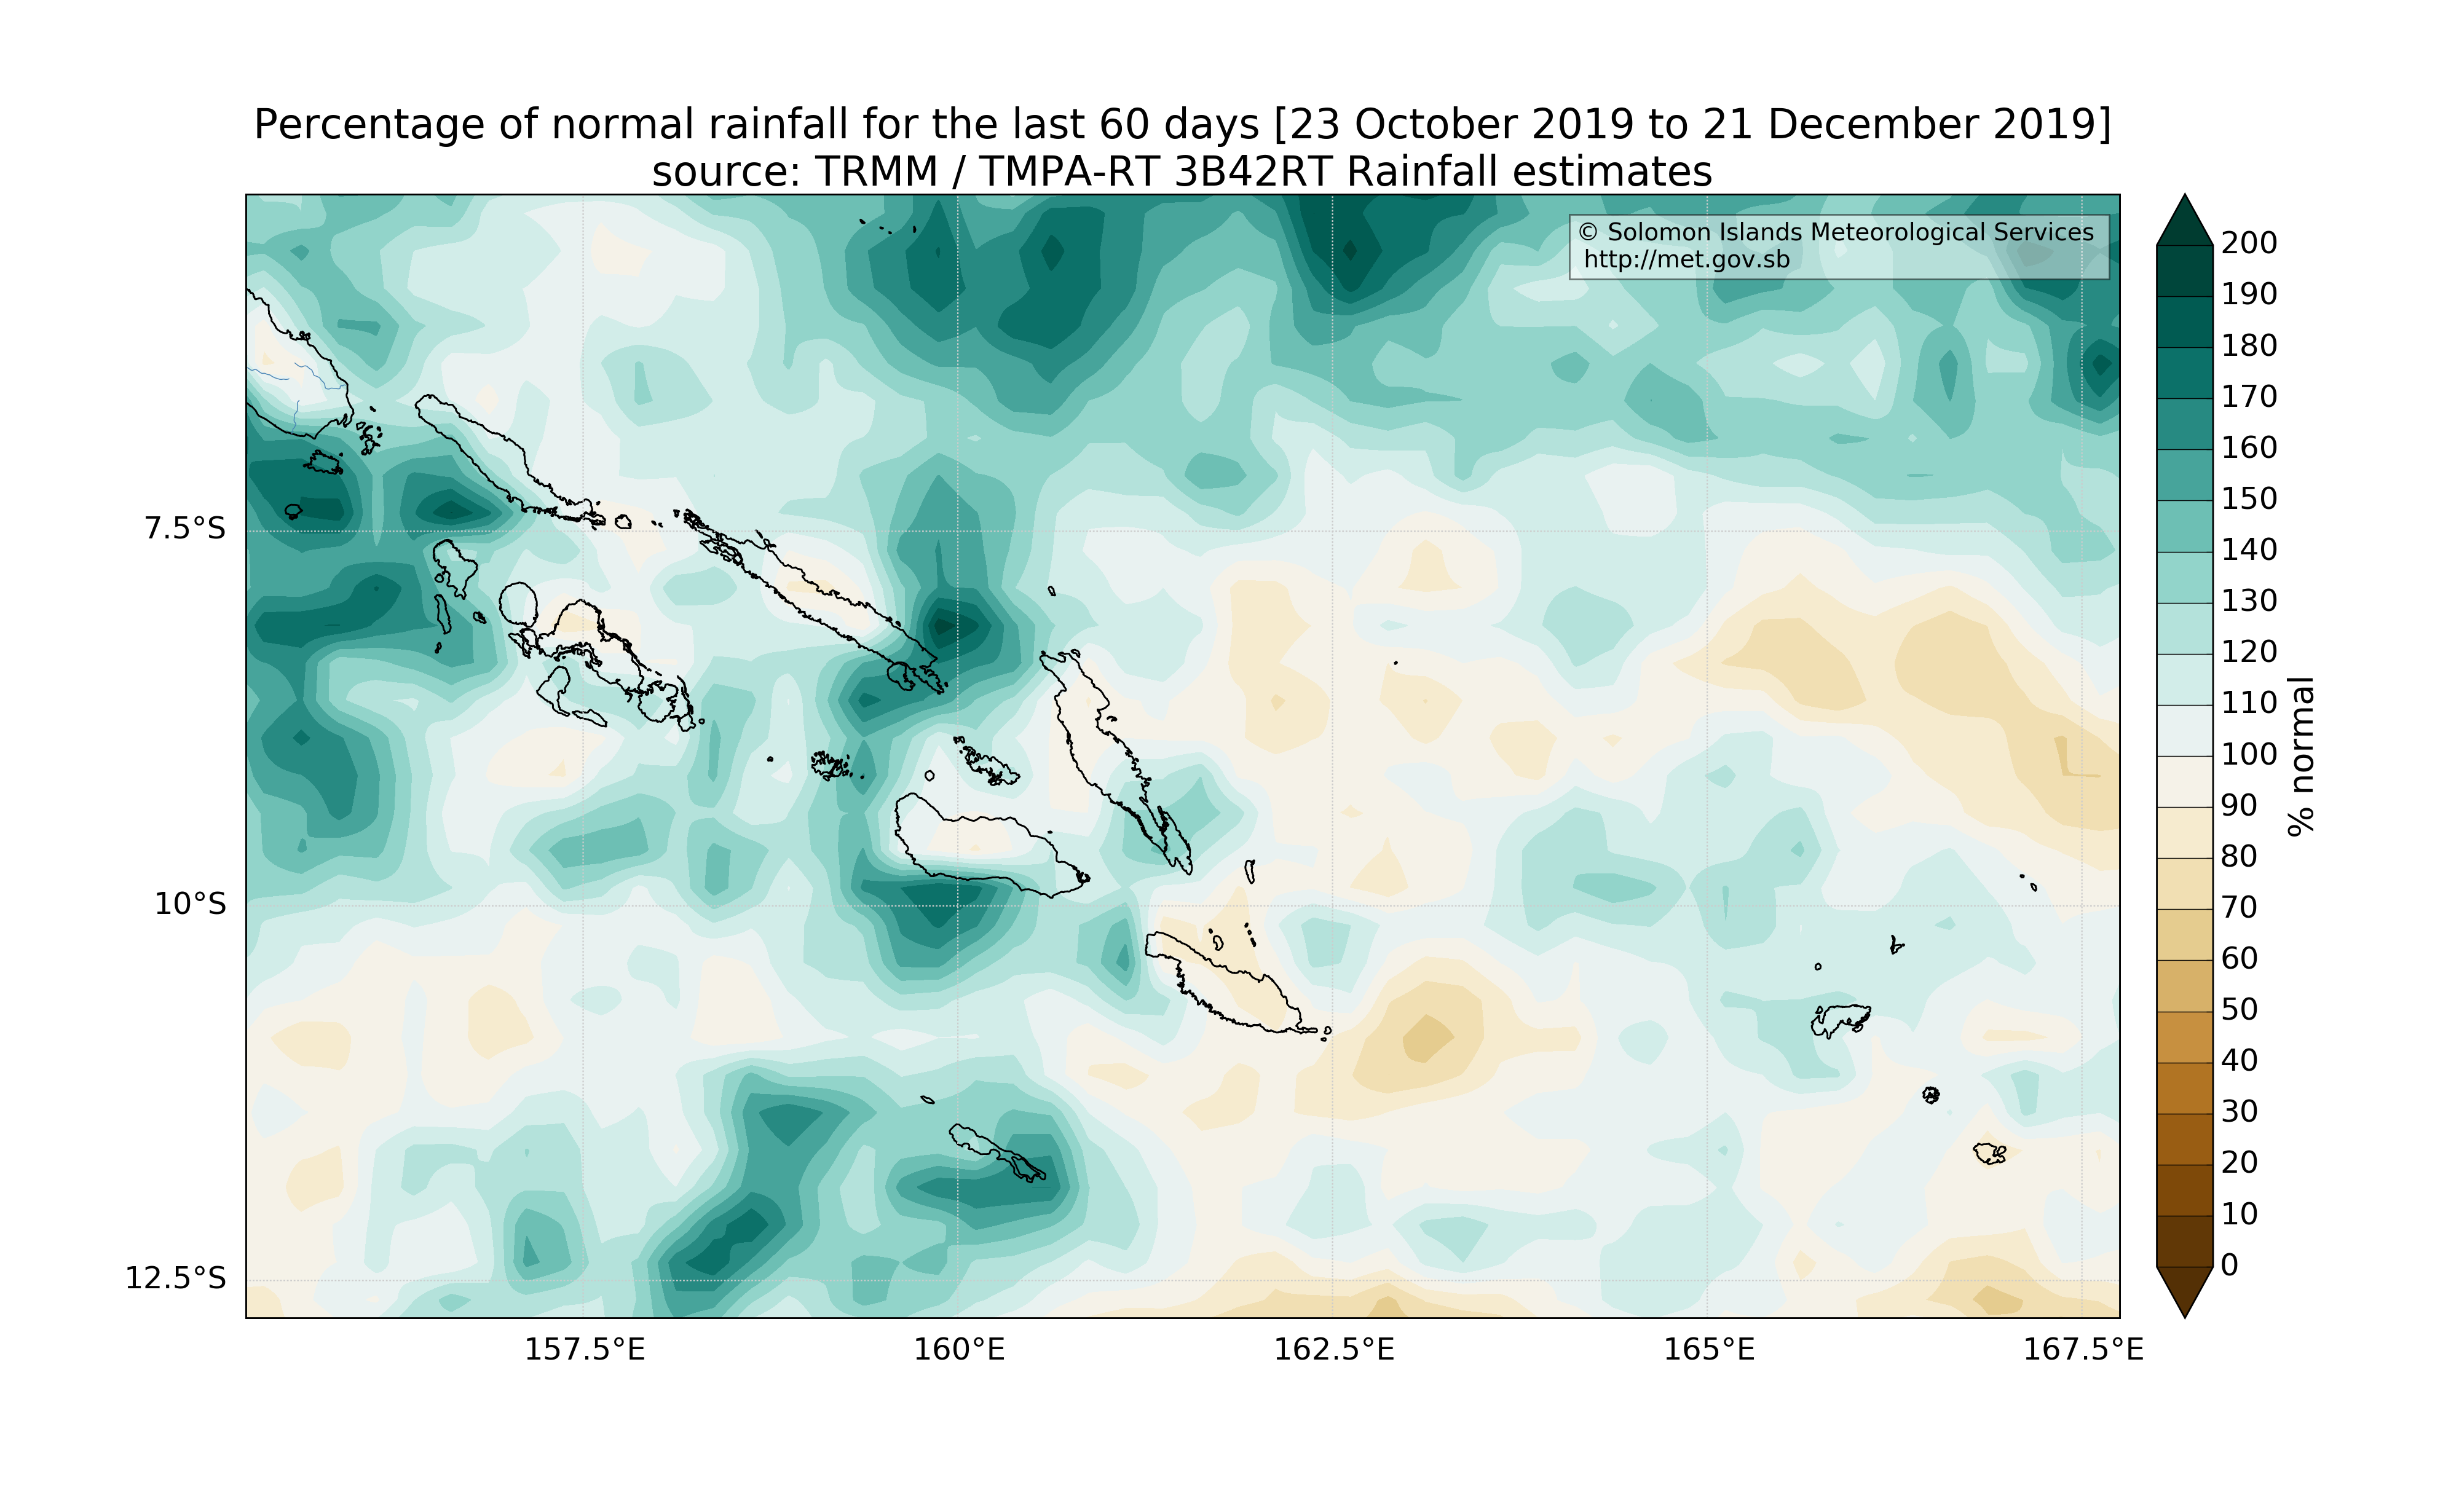 Percentage of normal rainfall for the last 60 days [23 October 2019 to 21 December 2019]
source: TRMM / TMPA-RT 3B42RT Rainfall estimates
© Solomon Islands Meteorological Services
http://met.gov.sb
7.5°S
10°S
12.5°S
157.5°E
160°E
162.5°E
165°E
167.5°E
200
190
180
170
160
150
140
130
120
110
100
90
80
70
60
50
40
30
20
10
0
% normal